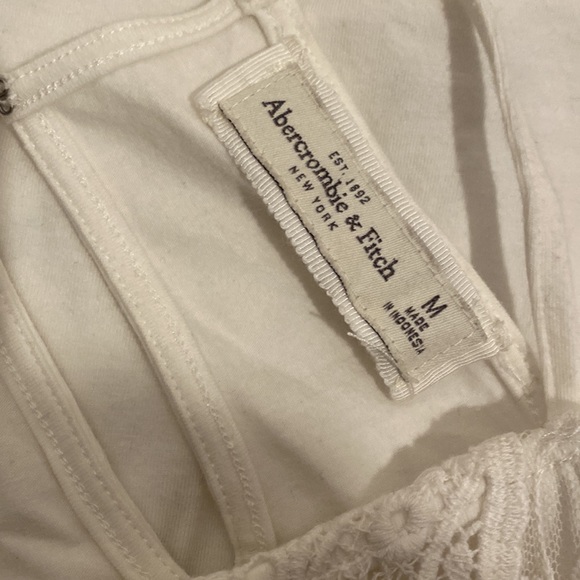 Abercrombie & Fitch
EST. 1892
NEW YORK
M
MADE
IN INDONESIA